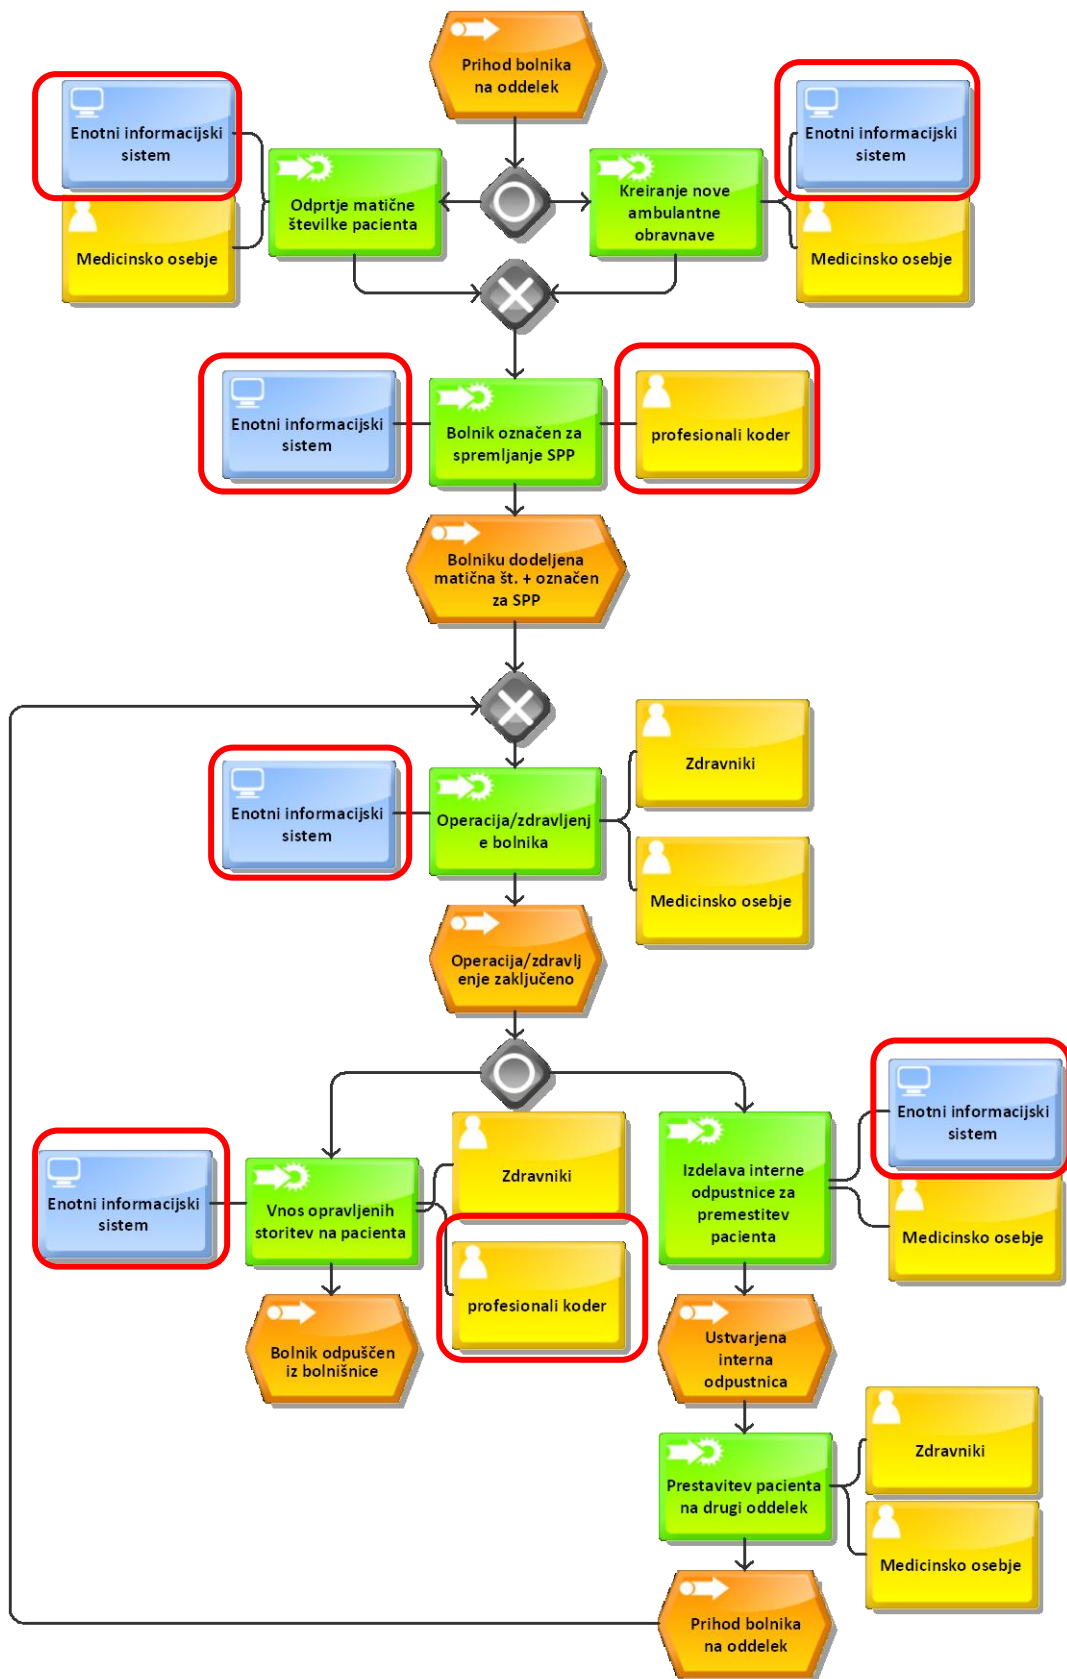 Prihod bolnika
na oddelek
Enotni informacijski
sistem
Medicinsko osebje
Odprtje matične
številke pacienta
Kreiranje nove
ambulantne
obravnave
Enotni informacijski
sistem
Medicinsko osebje
Enotni informacijski
sistem
Bolnik označen za
spremljanje SPP
profesionali koder
Bolniku dodeljena
matična št. + označen
za SPP
Zdravniki
Enotni informacijski
sistem
Operacija/zdravljenj
e bolnika
Medicinsko osebje
Operacija/zdravlj
enje zaključeno
Enotni informacijski
sistem
Zdravniki
Izdelava interne
odpustnice za
premestitev
pacienta
Enotni informacijski
sistem
Vnos opravljenih
storitev na pacienta
Medicinsko osebje
profesionali koder
Bolnik odpuščen
iz bolnišnice
Ustvarjena
interna
odpustnica
Zdravniki
Prestavitev pacienta
na drugi oddelek
Medicinsko osebje
Prihod bolnika
na oddelek